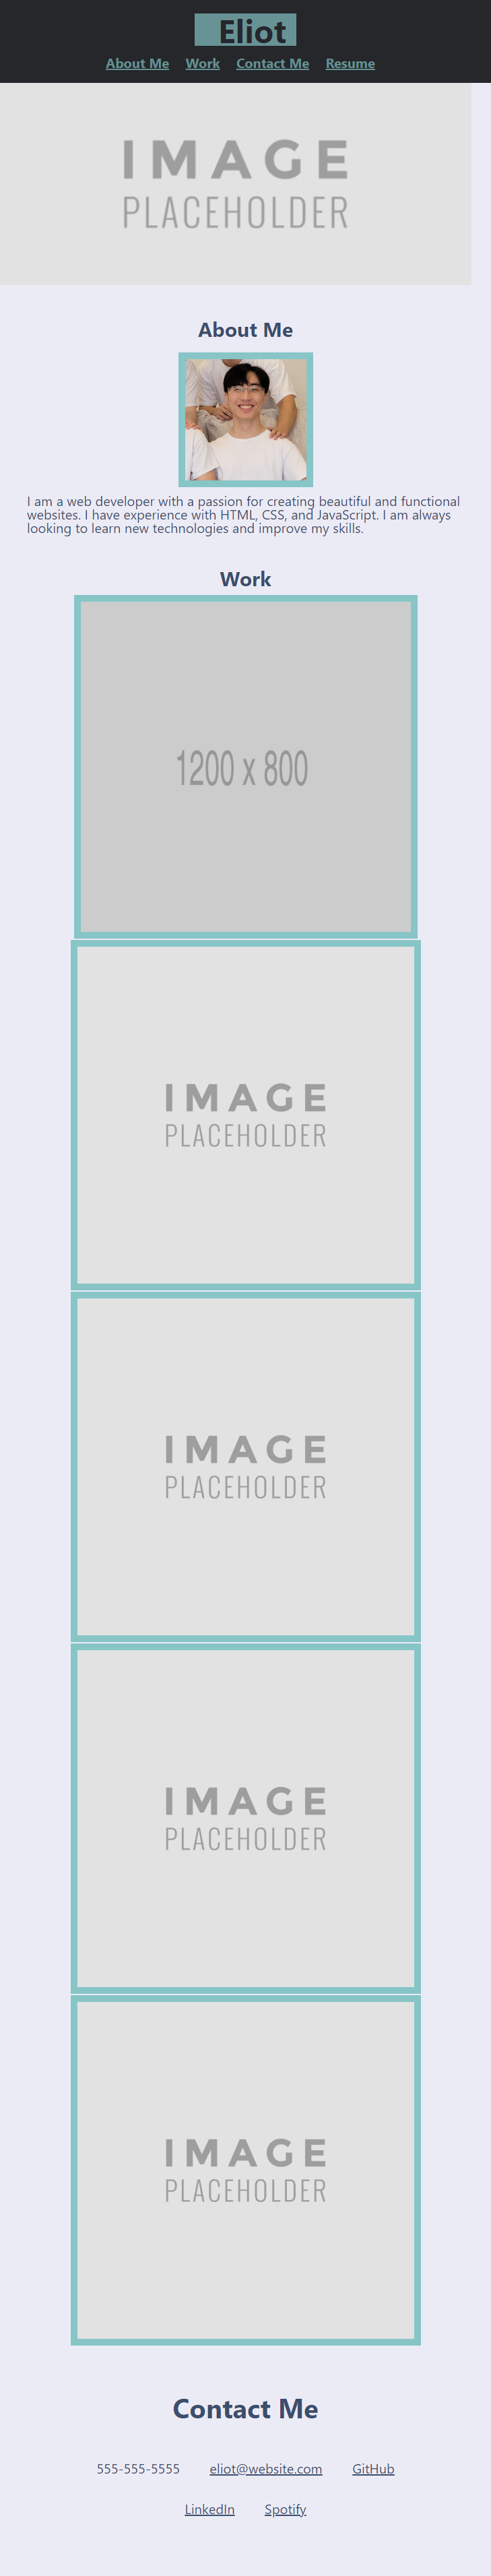 Eliot
About Me Work Contact Me Resume
IMAGE
PLACEHOLDER
About Me
I am a web developer with a passion for creating beautiful and functional
websites. I have experience with HTML, CSS, and JavaScript. I am always
looking to learn new technologies and improve my skills.
Work
1200 x 800
IMAGE
PLACEHOLDER
IMAGE
PLACEHOLDER
IMAGE
PLACEHOLDER
IMAGE
PLACEHOLDER
Contact Me
555-555-5555 eliot@website.com GitHub
LinkedIn Spotify